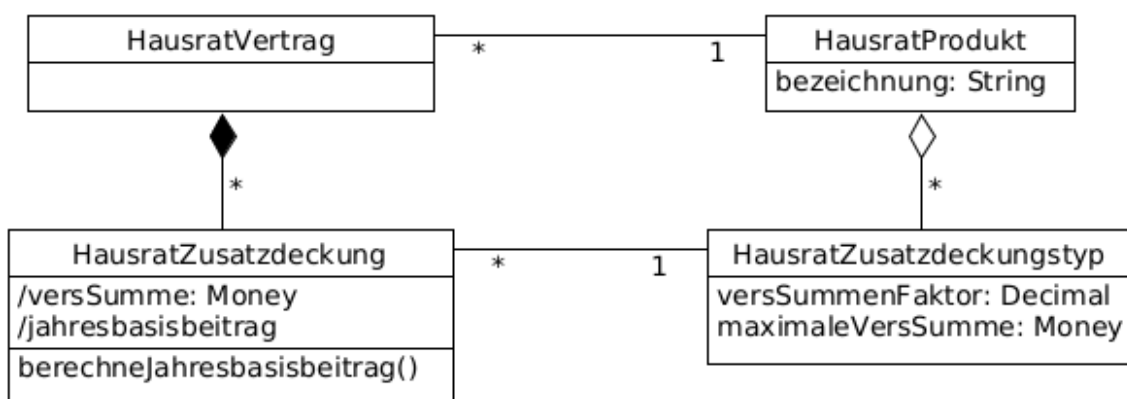 HausratVertrag
* 1
HausratProdukt
bezeichnung: String
*
*
HausratZusatzdeckung
/versSumme: Money
/jahresbasisbeitrag
berechneJahresbasisbeitrag()
* 1
HausratZusatzdeckungstyp
versSummenFaktor: Decimal
maximaleVersSumme: Money